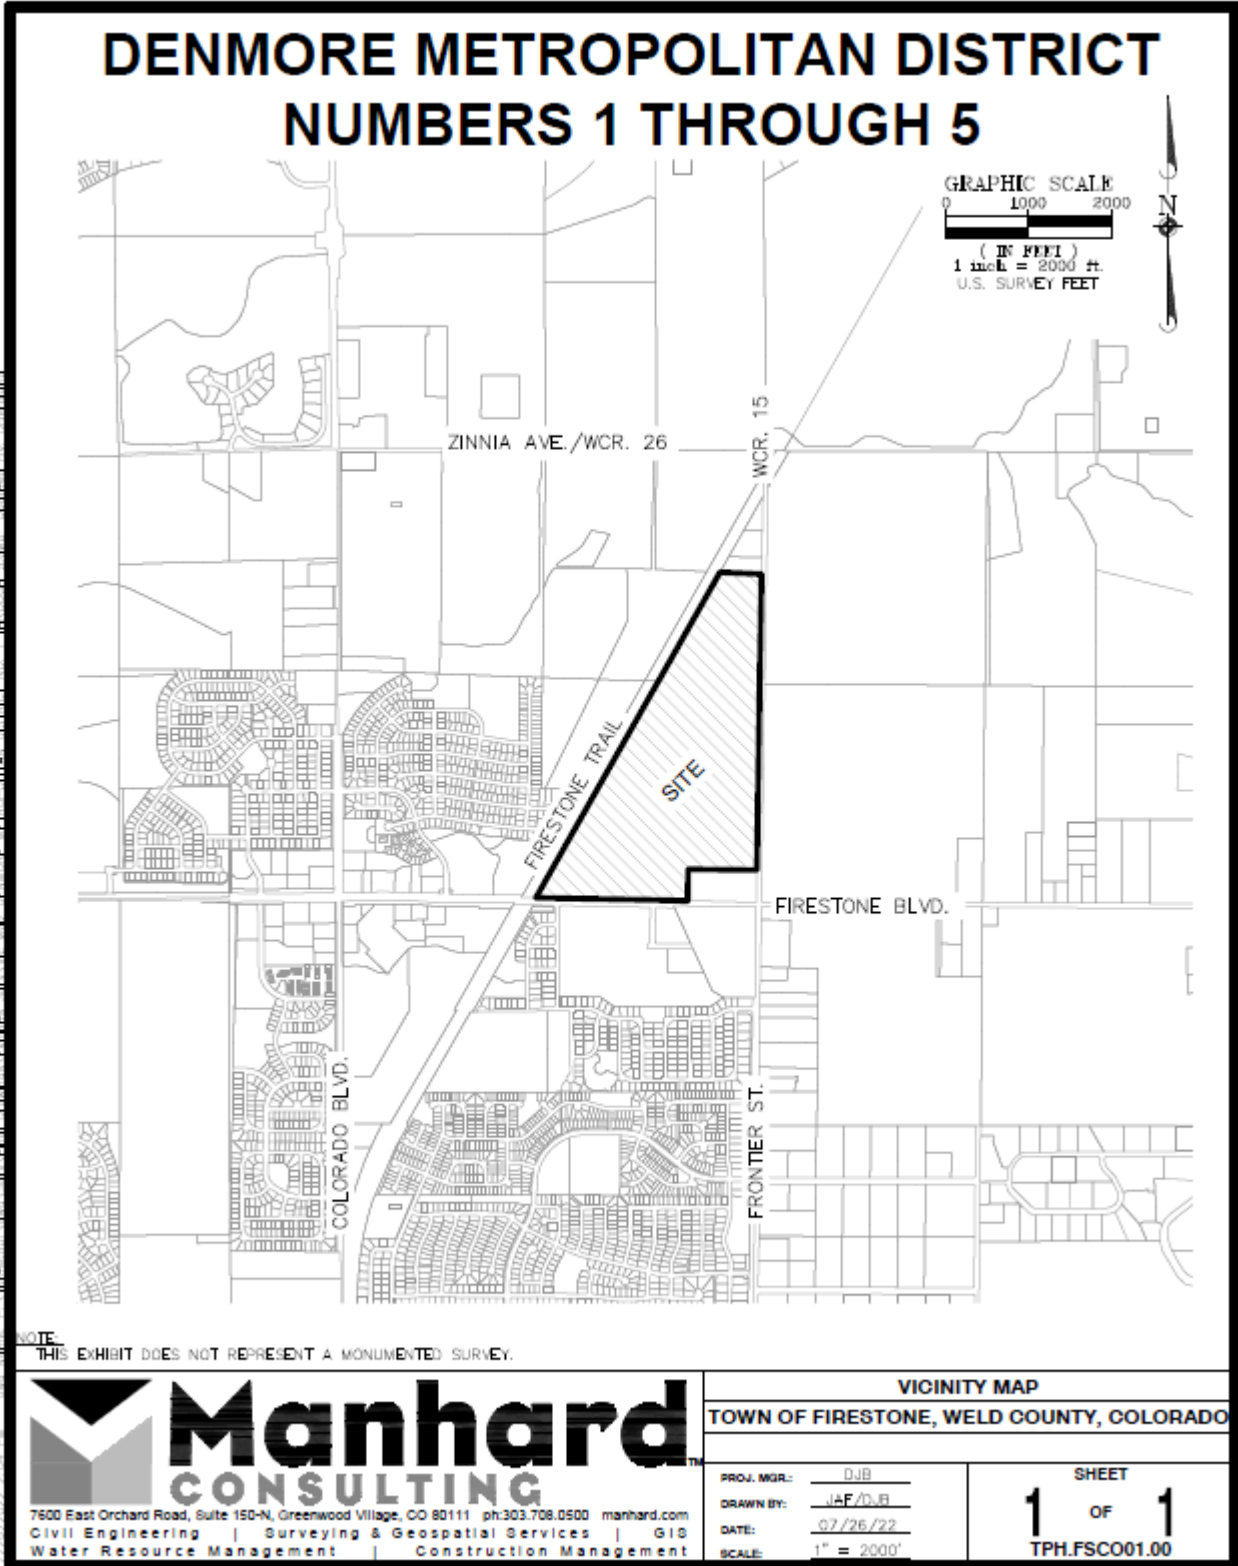 DENMORE METROPOLITAN DISTRICT
NUMBERS 1 THROUGH 5
GRAPHIC SCALE
0 1000 2000
( IN FEET )
1 inch = 2000 ft.
U.S. SURVEY FEET
N
WCR. 15
ZINNIA AVE./WCR. 26
FIRESTONE TRAIL
SITE
FIRESTONE BLVD.
COLORADO BLVD.
FRONTIER ST.
NOTE:
THIS EXHIBIT DOES NOT REPRESENT A MONUMENTED SURVEY.
Manhard™
CONSULTING
7600 East Orchard Road, Suite 150-N, Greenwood Village, CO 80111 ph:303.708.0500 manhard.com
Civil Engineering | Surveying & Geospatial Services | GIS
Water Resource Management | Construction Management
VICINITY MAP
TOWN OF FIRESTONE, WELD COUNTY, COLORADO
PROJ. MGR.: DJB
DRAWN BY: JAF/DJB
DATE: 07/26/22
SCALE: 1" = 2000'
SHEET
1 OF 1
TPH.FSCO01.00